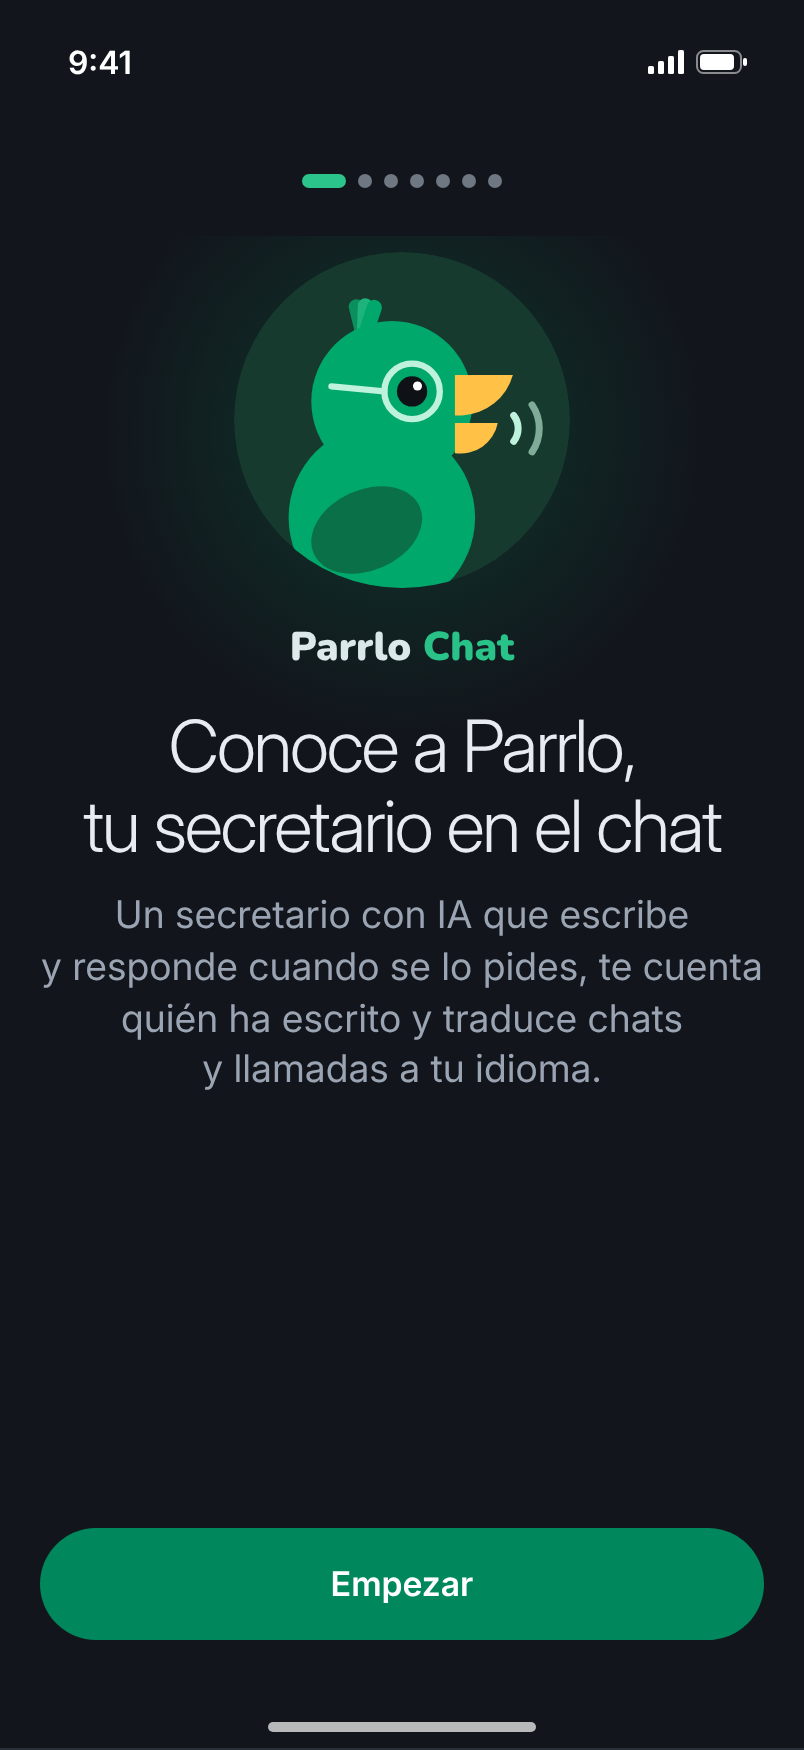 9:41
Parrlo Chat
Conoce a Parrlo,
tu secretario en el chat
Un secretario con IA que escribe
y responde cuando se lo pides, te cuenta
quién ha escrito y traduce chats
y llamadas a tu idioma.
Empezar